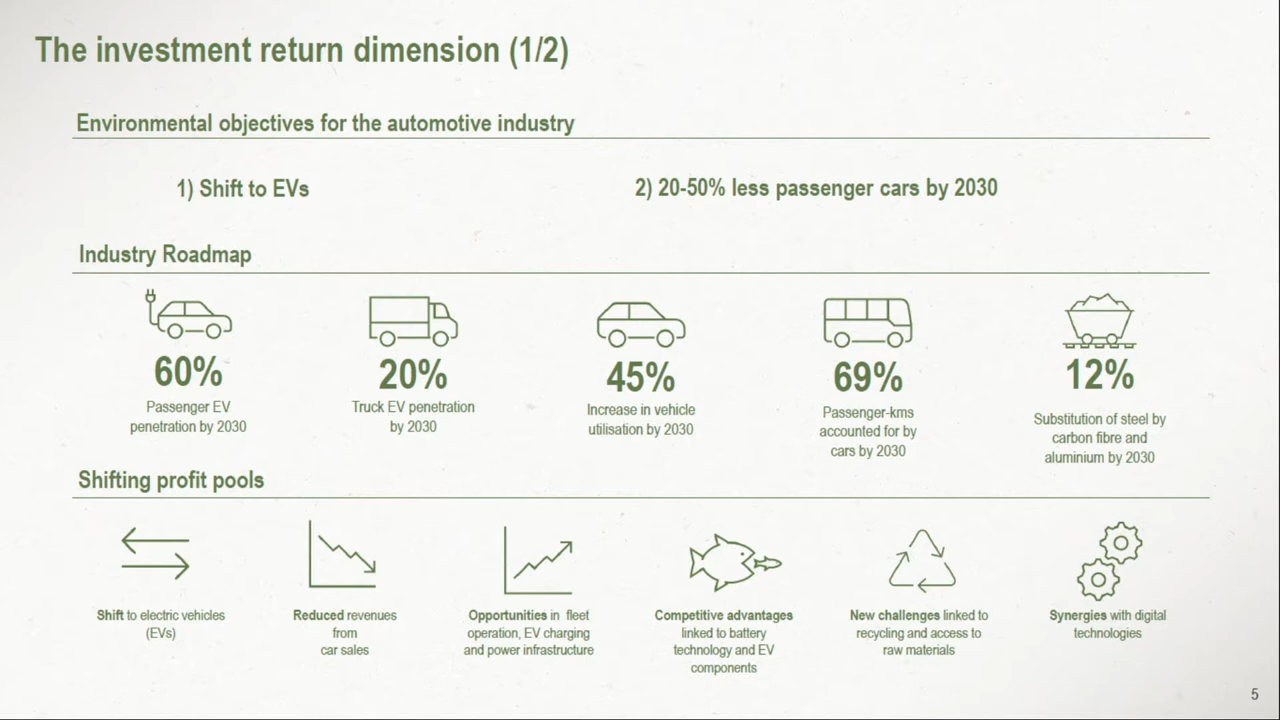 The investment return dimension (1/2)
Environmental objectives for the automotive industry
1) Shift to EVs
2) 20-50% less passenger cars by 2030
Industry Roadmap
60%
Passenger EV
penetration by 2030
20%
Truck EV penetration
by 2030
45%
Increase in vehicle
utilisation by 2030
69%
Passenger-kms
accounted for by
cars by 2030
12%
Substitution of steel by
carbon fibre and
aluminium by 2030
Shifting profit pools
Shift to electric vehicles
(EVs)
Reduced revenues
from
car sales
Opportunities in fleet
operation, EV charging
and power infrastructure
Competitive advantages
linked to battery
technology and EV
components
New challenges linked to
recycling and access to
raw materials
Synergies with digital
technologies
5